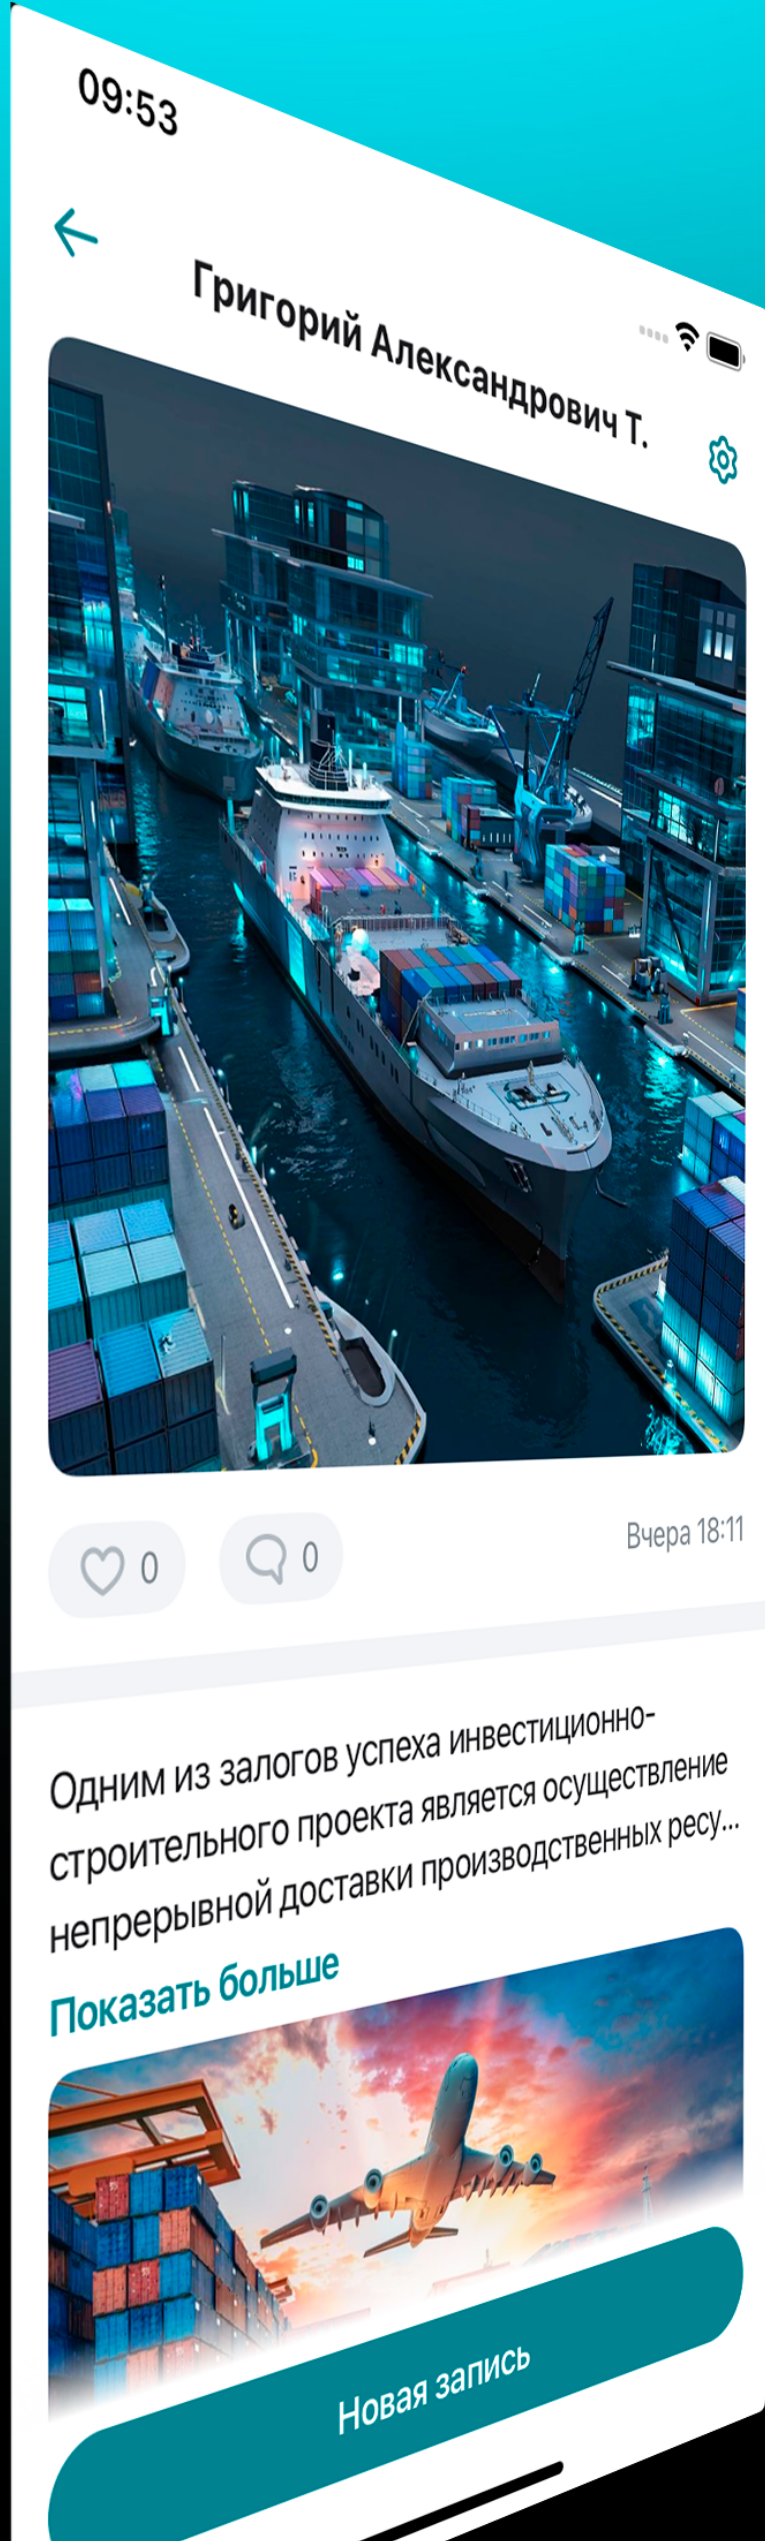 09:53
Григорий Александрович Т.
0
0
Вчера 18:11
Одним из залогов успеха инвестиционно-
строительного проекта является осуществление
непрерывной доставки производственных ресу...
Показать больше
Новая запись